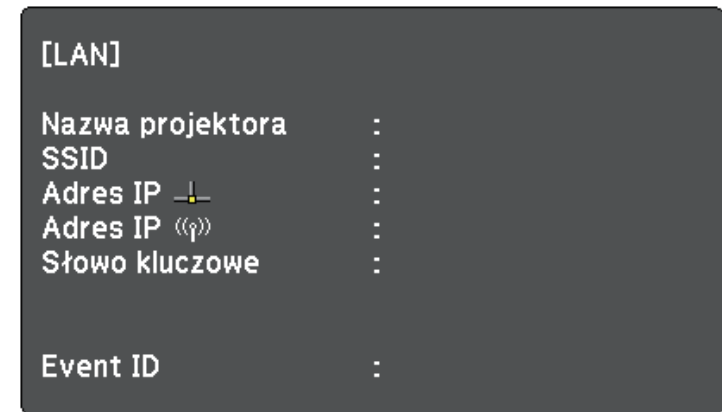 [LAN]
Nazwa projektora :
SSID :
Adres IP :
Adres IP :
Słowo kluczowe :
Event ID :